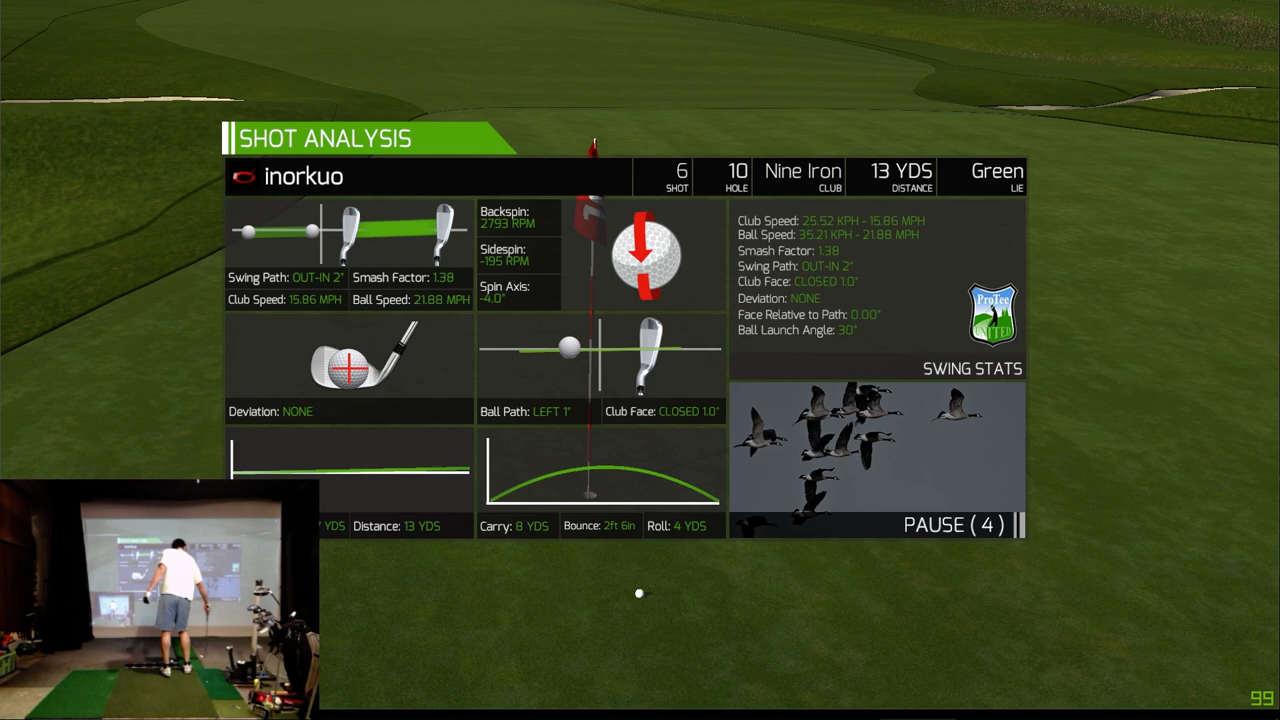 SHOT ANALYSIS
inorkuo
6 SHOT
10 HOLE
Nine Iron CLUB
13 YDS DISTANCE
Green LIE
Swing Path: OUT-IN 2°
Smash Factor: 1.38
Club Speed: 15.86 MPH
Ball Speed: 21.88 MPH
Backspin:
2793 RPM
Sidespin:
-195 RPM
Spin Axis:
-4.0°
Club Speed: 25.52 KPH - 15.86 MPH
Ball Speed: 35.21 KPH - 21.88 MPH
Smash Factor: 1.38
Swing Path: OUT-IN 2°
Club Face: CLOSED 1.0°
Deviation: NONE
Face Relative to Path: 0.00°
Ball Launch Angle: 30°
ProTee
UNITED
SWING STATS
Deviation: NONE
Ball Path: LEFT 1°
Club Face: CLOSED 1.0°
YDS
Distance: 13 YDS
Carry: 8 YDS
Bounce: 2ft 6in
Roll: 4 YDS
PAUSE ( 4 )
99